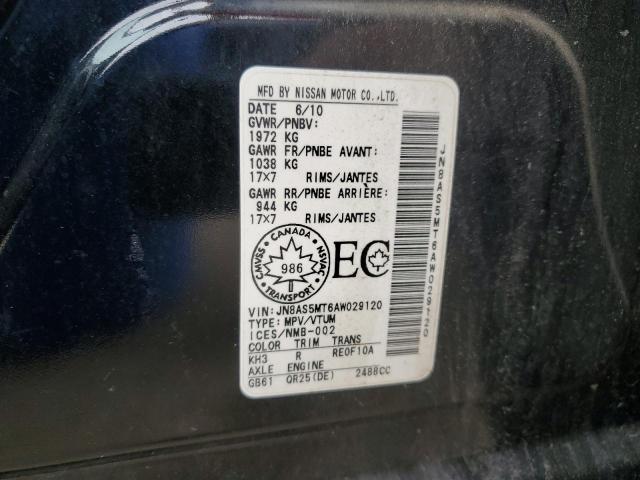 MFD BY NISSAN MOTOR CO.,LTD.
DATE 6/10
GVWR/PNBV:
1972 KG
GAWR FR/PNBE AVANT:
1038 KG
17X7 RIMS/JANTES
GAWR RR/PNBE ARRIÈRE:
944 KG
17X7 RIMS/JANTES
CANADA
CMVSS NSVAC
986
EC
VIN: JN8AS5MT6AW029120
TYPE: MPV/VTUM
ICES/NMB-002
COLOR TRIM TRANS
KH3 R RE0F10A
AXLE ENGINE
GB61 QR25(DE) 2488CC
JN8AS5MT6AW029120